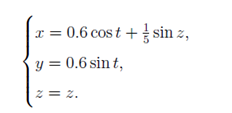 x = 0.6 cos t + 1/5 sin z,
y = 0.6 sin t,
z = z.